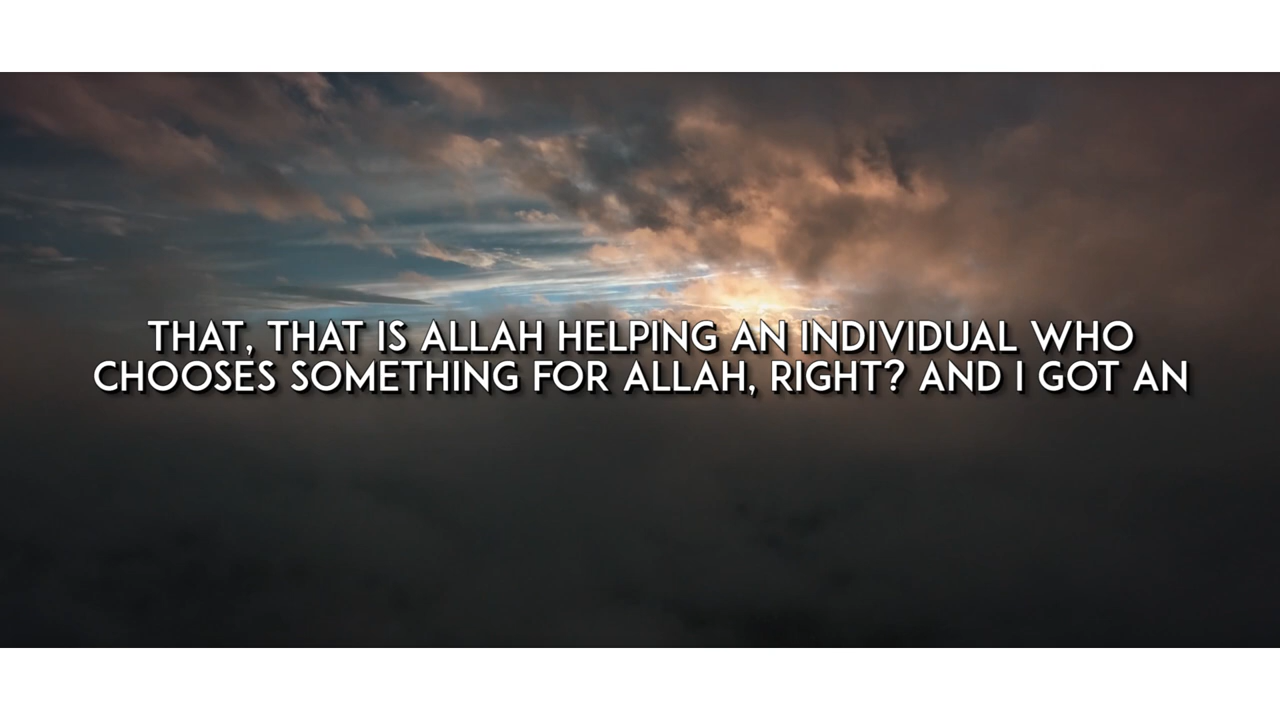 THAT, THAT IS ALLAH HELPING AN INDIVIDUAL WHO
CHOOSES SOMETHING FOR ALLAH, RIGHT? AND I GOT AN